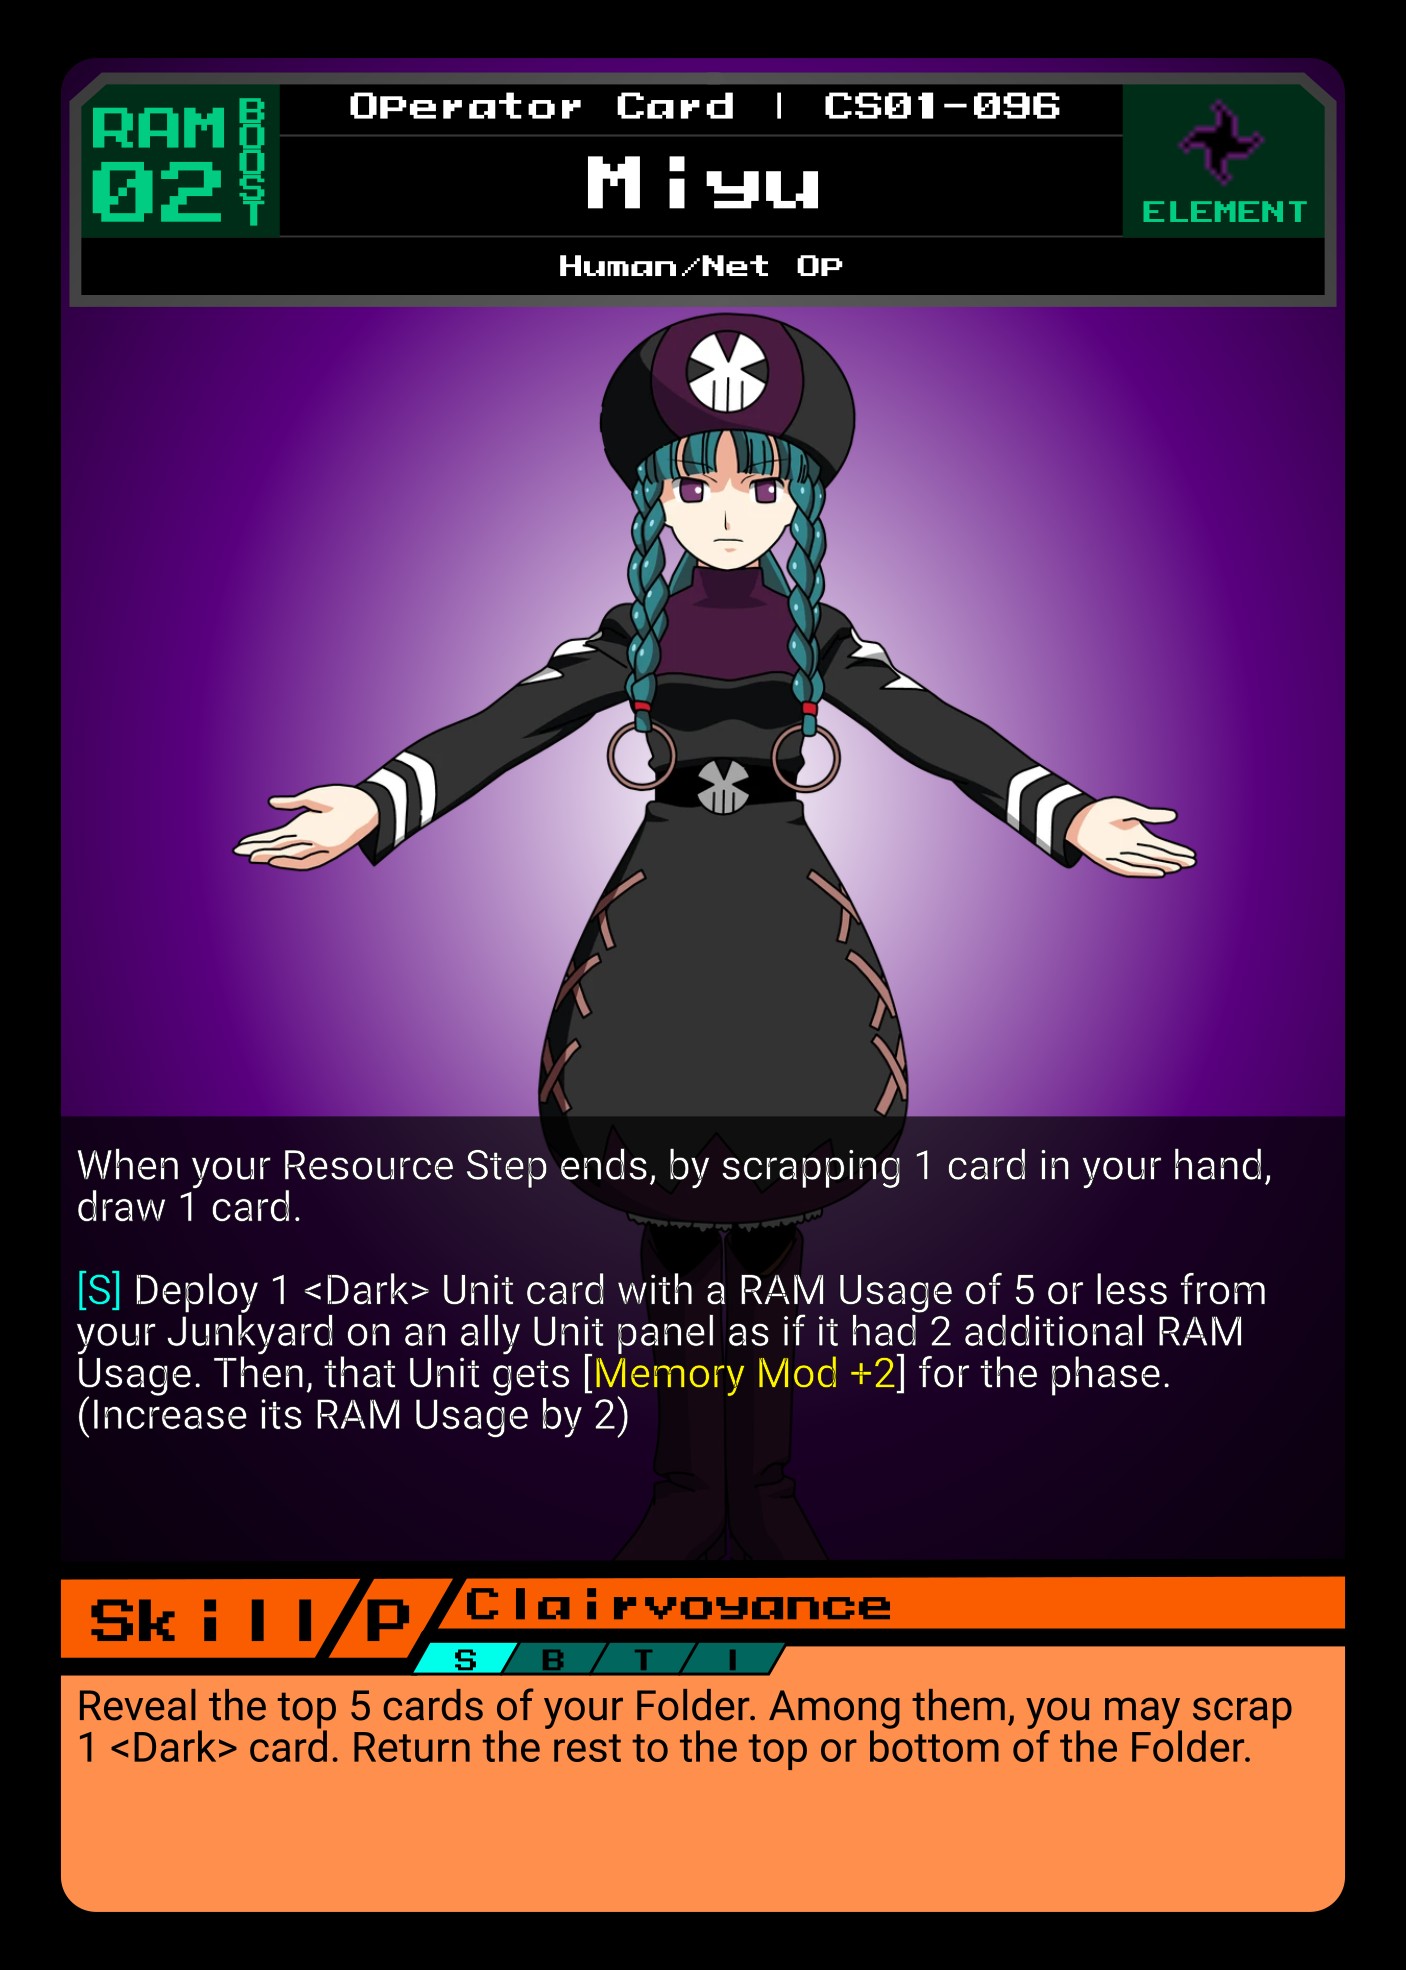 RAM
02
BOOST
Operator Card | CS01-096
Miyu
ELEMENT
Human/Net Op
When your Resource Step ends, by scrapping 1 card in your hand,
draw 1 card.
[S] Deploy 1 <Dark> Unit card with a RAM Usage of 5 or less from
your Junkyard on an ally Unit panel as if it had 2 additional RAM
Usage. Then, that Unit gets [Memory Mod +2] for the phase.
(Increase its RAM Usage by 2)
Skill/P/Clairvoyance
S B T I
Reveal the top 5 cards of your Folder. Among them, you may scrap
1 <Dark> card. Return the rest to the top or bottom of the Folder.